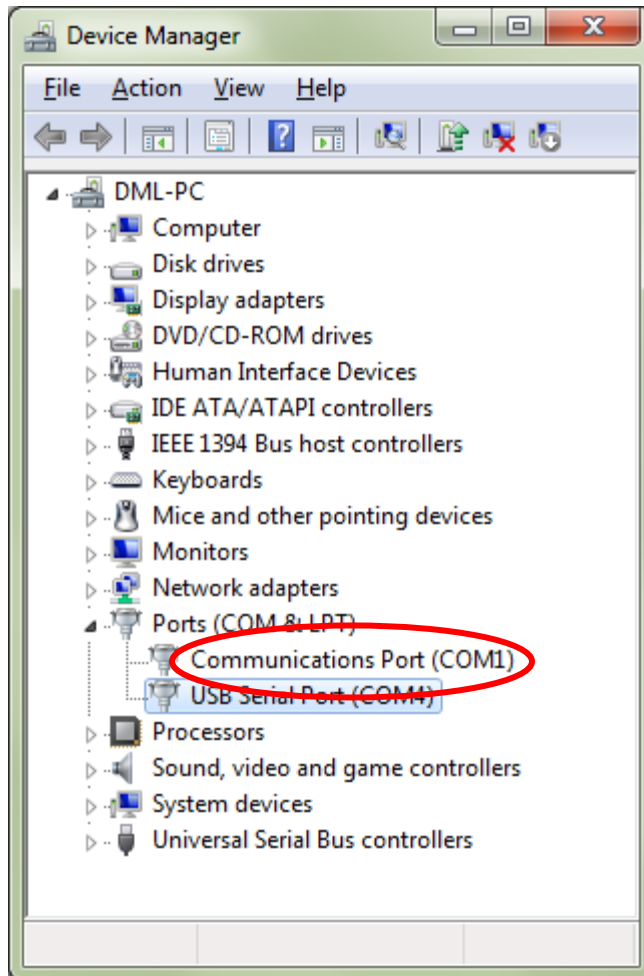 Device Manager
File Action View Help
DML-PC
Computer
Disk drives
Display adapters
DVD/CD-ROM drives
Human Interface Devices
IDE ATA/ATAPI controllers
IEEE 1394 Bus host controllers
Keyboards
Mice and other pointing devices
Monitors
Network adapters
Ports (COM & LPT)
Communications Port (COM1)
USB Serial Port (COM4)
Processors
Sound, video and game controllers
System devices
Universal Serial Bus controllers